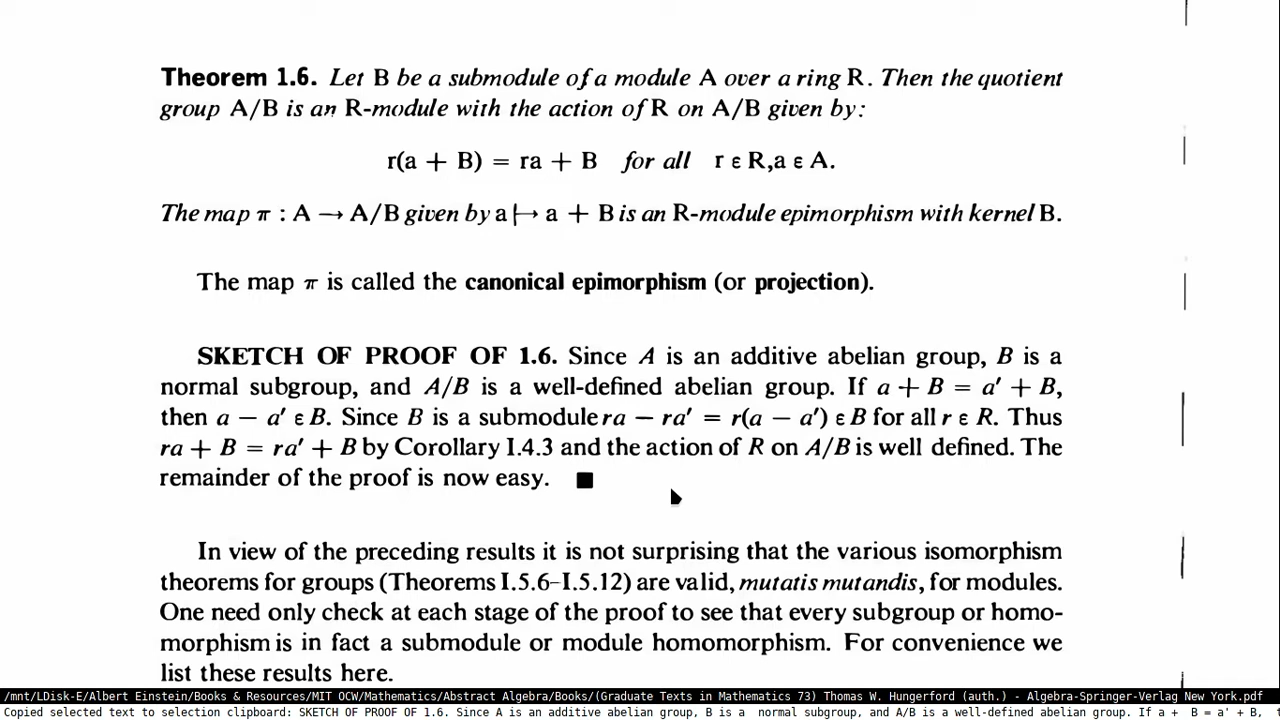 Theorem 1.6. Let B be a submodule of a module A over a ring R. Then the quotient
group A/B is an R-module with the action of R on A/B given by:
r(a + B) = ra + B for all r ε R,a ε A.
The map π : A → A/B given by a ↦ a + B is an R-module epimorphism with kernel B.
The map π is called the canonical epimorphism (or projection).
SKETCH OF PROOF OF 1.6. Since A is an additive abelian group, B is a
normal subgroup, and A/B is a well-defined abelian group. If a + B = a′ + B,
then a − a′ ε B. Since B is a submodule ra − ra′ = r(a − a′) ε B for all r ε R. Thus
ra + B = ra′ + B by Corollary I.4.3 and the action of R on A/B is well defined. The
remainder of the proof is now easy. ■
In view of the preceding results it is not surprising that the various isomorphism
theorems for groups (Theorems I.5.6–I.5.12) are valid, mutatis mutandis, for modules.
One need only check at each stage of the proof to see that every subgroup or homo-
morphism is in fact a submodule or module homomorphism. For convenience we
list these results here.
/mnt/LDisk-E/Albert Einstein/Books & Resources/MIT OCW/Mathematics/Abstract Algebra/Books/(Graduate Texts in Mathematics 73) Thomas W. Hungerford (auth.) - Algebra-Springer-Verlag New York.pdf
Copied selected text to selection clipboard: SKETCH OF PROOF OF 1.6. Since A is an additive abelian group, B is a normal subgroup, and A/B is a well-defined abelian group. If a + B = a' + B,